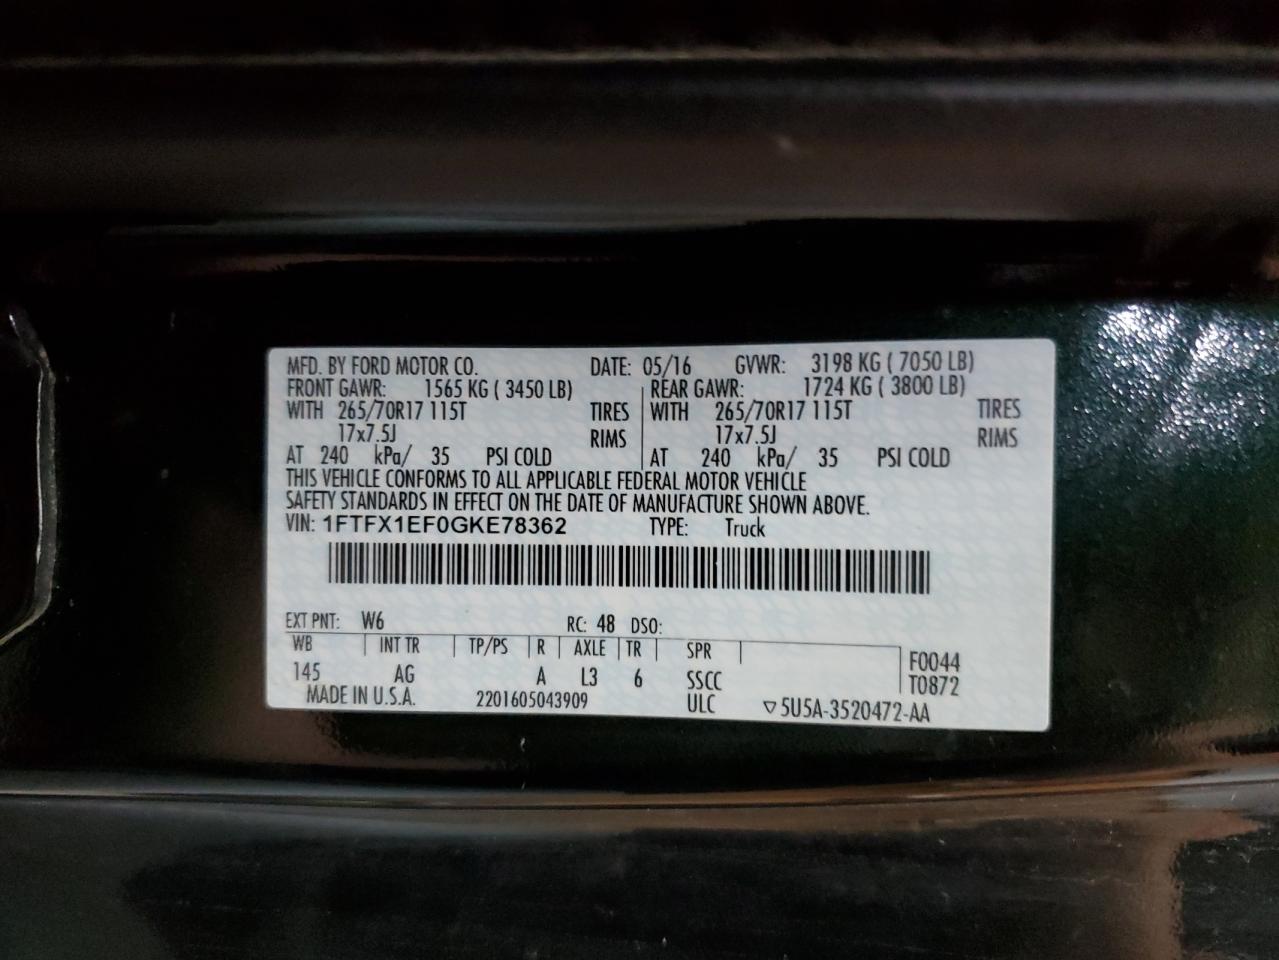 MFD. BY FORD MOTOR CO. DATE: 05/16 GVWR: 3198 KG ( 7050 LB)
FRONT GAWR: 1565 KG ( 3450 LB) REAR GAWR: 1724 KG ( 3800 LB)
WITH 265/70R17 115T TIRES WITH 265/70R17 115T TIRES
17x7.5J RIMS 17x7.5J RIMS
AT 240 kPa/ 35 PSI COLD AT 240 kPa/ 35 PSI COLD
THIS VEHICLE CONFORMS TO ALL APPLICABLE FEDERAL MOTOR VEHICLE
SAFETY STANDARDS IN EFFECT ON THE DATE OF MANUFACTURE SHOWN ABOVE.
VIN: 1FTFX1EF0GKE78362 TYPE: Truck
EXT PNT: W6 RC: 48 DSO:
WB INT TR TP/PS R AXLE TR SPR F0044
145 AG A L3 6 SSCC T0872
MADE IN U.S.A. 2201605043909 ULC ▽5U5A-3520472-AA